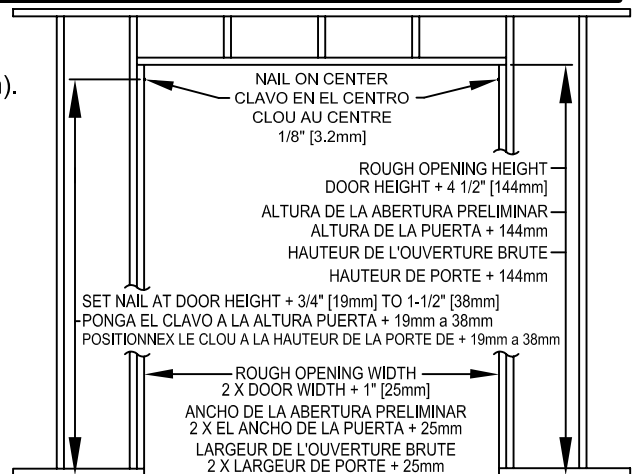 ).
NAIL ON CENTER
CLAVO EN EL CENTRO
CLOU AU CENTRE
1/8" [3.2mm]
ROUGH OPENING HEIGHT
DOOR HEIGHT + 4 1/2" [144mm]
ALTURA DE LA ABERTURA PRELIMINAR
ALTURA DE LA PUERTA + 144mm
HAUTEUR DE L'OUVERTURE BRUTE
HAUTEUR DE PORTE + 144mm
SET NAIL AT DOOR HEIGHT + 3/4" [19mm] TO 1-1/2" [38mm]
PONGA EL CLAVO A LA ALTURA PUERTA + 19mm a 38mm
POSITIONNEX LE CLOU A LA HAUTEUR DE LA PORTE DE + 19mm a 38mm
ROUGH OPENING WIDTH
2 X DOOR WIDTH + 1" [25mm]
ANCHO DE LA ABERTURA PRELIMINAR
2 X EL ANCHO DE LA PUERTA + 25mm
LARGEUR DE L'OUVERTURE BRUTE
2 X LARGEUR DE PORTE + 25mm